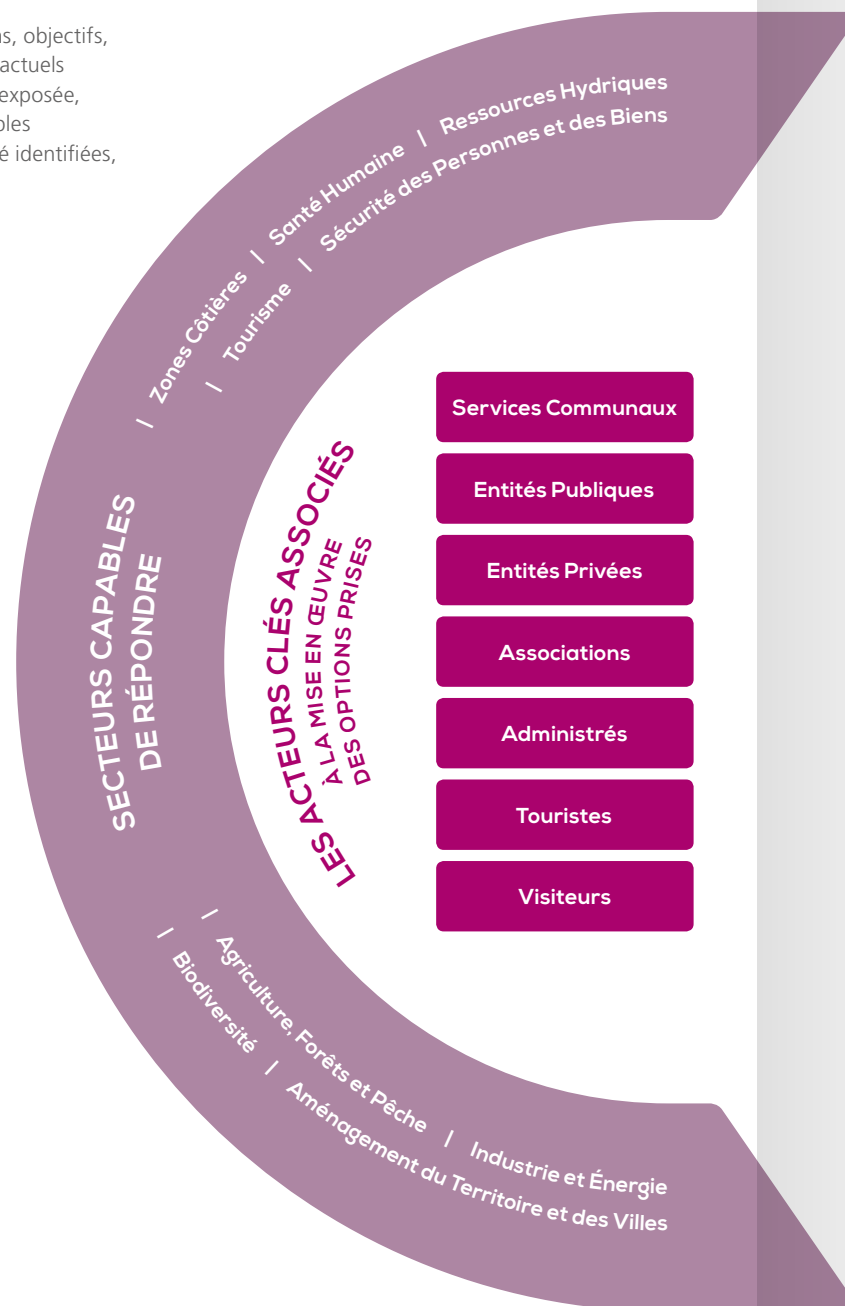 s, objectifs,
actuels
exposée,
bles
é identifiées,
SECTEURS CAPABLES
DE RÉPONDRE
| Zones Côtières | Santé Humaine | Ressources Hydriques
| Tourisme | Sécurité des Personnes et des Biens
LES ACTEURS CLÉS ASSOCIÉS
À LA MISE EN ŒUVRE
DES OPTIONS PRISES
Services Communaux
Entités Publiques
Entités Privées
Associations
Administrés
Touristes
Visiteurs
| Agriculture, Forêts et Pêche | Industrie et Énergie
| Biodiversité | Aménagement du Territoire et des Villes